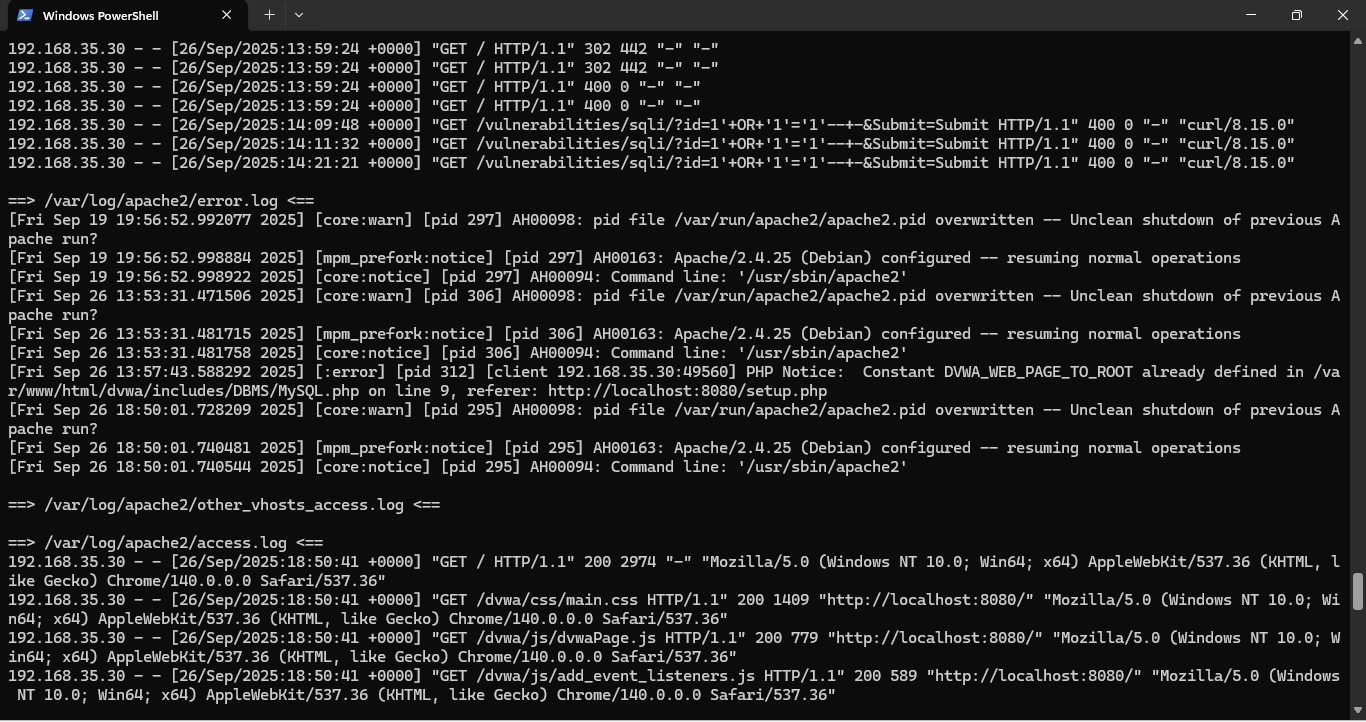 Windows PowerShell
192.168.35.30 - - [26/Sep/2025:13:59:24 +0000] "GET / HTTP/1.1" 302 442 "-" "-"
192.168.35.30 - - [26/Sep/2025:13:59:24 +0000] "GET / HTTP/1.1" 302 442 "-" "-"
192.168.35.30 - - [26/Sep/2025:13:59:24 +0000] "GET / HTTP/1.1" 400 0 "-" "-"
192.168.35.30 - - [26/Sep/2025:13:59:24 +0000] "GET / HTTP/1.1" 400 0 "-" "-"
192.168.35.30 - - [26/Sep/2025:14:09:48 +0000] "GET /vulnerabilities/sqli/?id=1'+OR+'1'='1'--+-&Submit=Submit HTTP/1.1" 400 0 "-" "curl/8.15.0"
192.168.35.30 - - [26/Sep/2025:14:11:32 +0000] "GET /vulnerabilities/sqli/?id=1'+OR+'1'='1'--+-&Submit=Submit HTTP/1.1" 400 0 "-" "curl/8.15.0"
192.168.35.30 - - [26/Sep/2025:14:21:21 +0000] "GET /vulnerabilities/sqli/?id=1'+OR+'1'='1'--+-&Submit=Submit HTTP/1.1" 400 0 "-" "curl/8.15.0"
==> /var/log/apache2/error.log <==
[Fri Sep 19 19:56:52.992077 2025] [core:warn] [pid 297] AH00098: pid file /var/run/apache2/apache2.pid overwritten -- Unclean shutdown of previous A
pache run?
[Fri Sep 19 19:56:52.998884 2025] [mpm_prefork:notice] [pid 297] AH00163: Apache/2.4.25 (Debian) configured -- resuming normal operations
[Fri Sep 19 19:56:52.998922 2025] [core:notice] [pid 297] AH00094: Command line: '/usr/sbin/apache2'
[Fri Sep 26 13:53:31.471506 2025] [core:warn] [pid 306] AH00098: pid file /var/run/apache2/apache2.pid overwritten -- Unclean shutdown of previous A
pache run?
[Fri Sep 26 13:53:31.481715 2025] [mpm_prefork:notice] [pid 306] AH00163: Apache/2.4.25 (Debian) configured -- resuming normal operations
[Fri Sep 26 13:53:31.481758 2025] [core:notice] [pid 306] AH00094: Command line: '/usr/sbin/apache2'
[Fri Sep 26 13:57:43.588292 2025] [:error] [pid 312] [client 192.168.35.30:49560] PHP Notice:  Constant DVWA_WEB_PAGE_TO_ROOT already defined in /va
r/www/html/dvwa/includes/DBMS/MySQL.php on line 9, referer: http://localhost:8080/setup.php
[Fri Sep 26 18:50:01.728209 2025] [core:warn] [pid 295] AH00098: pid file /var/run/apache2/apache2.pid overwritten -- Unclean shutdown of previous A
pache run?
[Fri Sep 26 18:50:01.740481 2025] [mpm_prefork:notice] [pid 295] AH00163: Apache/2.4.25 (Debian) configured -- resuming normal operations
[Fri Sep 26 18:50:01.740544 2025] [core:notice] [pid 295] AH00094: Command line: '/usr/sbin/apache2'
==> /var/log/apache2/other_vhosts_access.log <==
==> /var/log/apache2/access.log <==
192.168.35.30 - - [26/Sep/2025:18:50:41 +0000] "GET / HTTP/1.1" 200 2974 "-" "Mozilla/5.0 (Windows NT 10.0; Win64; x64) AppleWebKit/537.36 (KHTML, l
ike Gecko) Chrome/140.0.0.0 Safari/537.36"
192.168.35.30 - - [26/Sep/2025:18:50:41 +0000] "GET /dvwa/css/main.css HTTP/1.1" 200 1409 "http://localhost:8080/" "Mozilla/5.0 (Windows NT 10.0; Wi
n64; x64) AppleWebKit/537.36 (KHTML, like Gecko) Chrome/140.0.0.0 Safari/537.36"
192.168.35.30 - - [26/Sep/2025:18:50:41 +0000] "GET /dvwa/js/dvwaPage.js HTTP/1.1" 200 779 "http://localhost:8080/" "Mozilla/5.0 (Windows NT 10.0; W
in64; x64) AppleWebKit/537.36 (KHTML, like Gecko) Chrome/140.0.0.0 Safari/537.36"
192.168.35.30 - - [26/Sep/2025:18:50:41 +0000] "GET /dvwa/js/add_event_listeners.js HTTP/1.1" 200 589 "http://localhost:8080/" "Mozilla/5.0 (Windows
 NT 10.0; Win64; x64) AppleWebKit/537.36 (KHTML, like Gecko) Chrome/140.0.0.0 Safari/537.36"